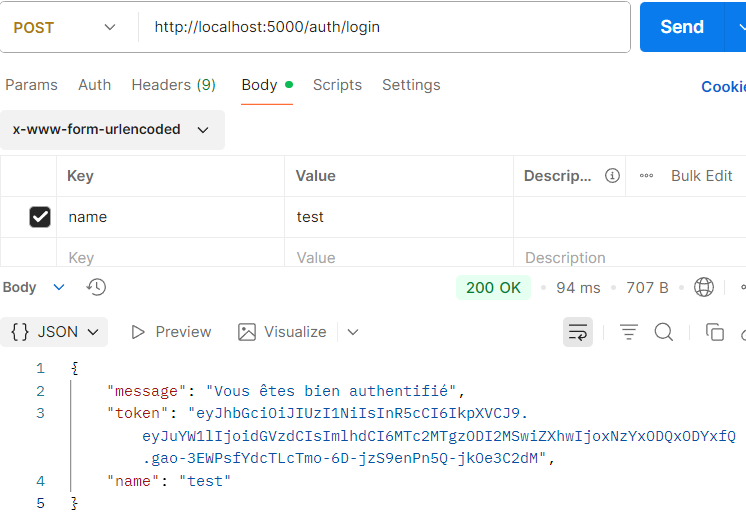 POST http://localhost:5000/auth/login Send
Params Auth Headers (9) Body Scripts Settings Cookie
x-www-form-urlencoded
Key Value Descrip... Bulk Edit
name test
Key Value Description
Body 200 OK 94 ms 707 B
{} JSON Preview Visualize
1 {
2 "message": "Vous êtes bien authentifié",
3 "token": "eyJhbGciOiJIUzI1NiIsInR5cCI6IkpXVCJ9.
eyJuYW1lIjoidGVzdCIsImlhdCI6MTc2MTgzODI2MSwiZXhwIjoxNzYxODQxODYxfQ
.gao-3EWPsfYdcTLcTmo-6D-jzS9enPn5Q-jkOe3C2dM",
4 "name": "test"
5 }